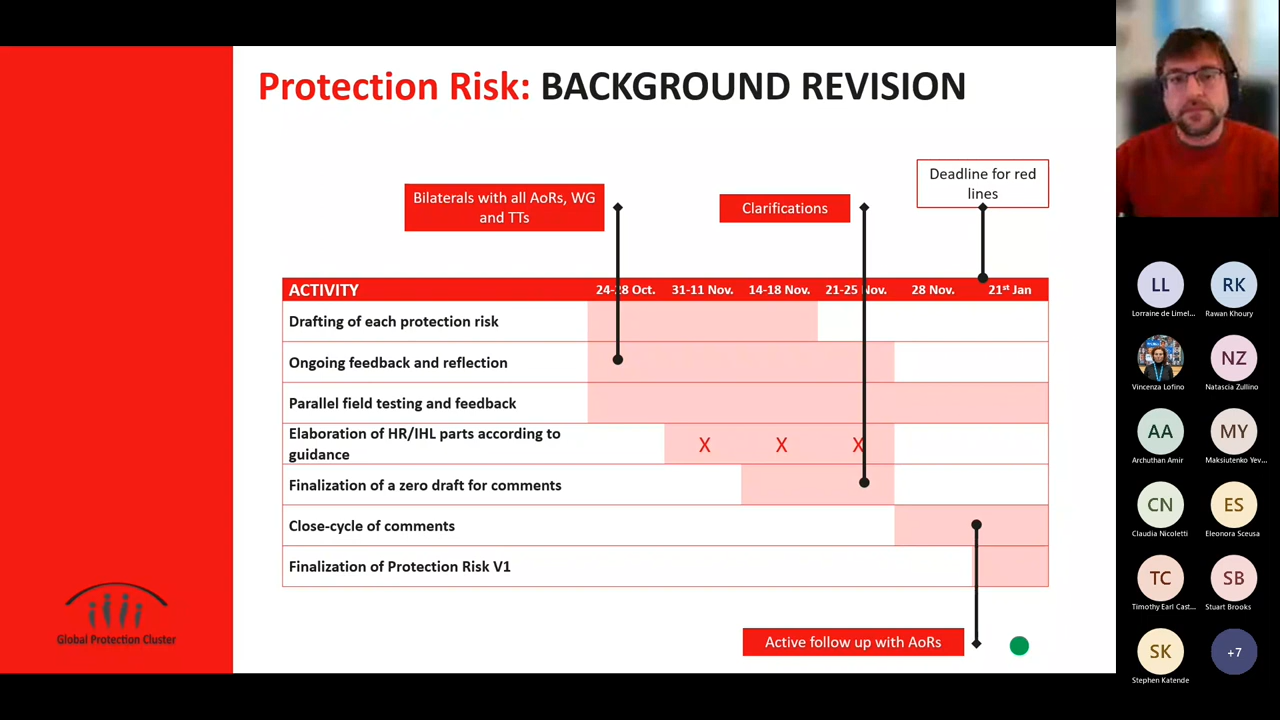 Protection Risk: BACKGROUND REVISION
Bilaterals with all AoRs, WG
and TTs
Clarifications
Deadline for red
lines
ACTIVITY 24-28 Oct. 31-11 Nov. 14-18 Nov. 21-25 Nov. 28 Nov. 21st Jan
Drafting of each protection risk
Ongoing feedback and reflection
Parallel field testing and feedback
Elaboration of HR/IHL parts according to
guidance
X X X
Finalization of a zero draft for comments
Close-cycle of comments
Finalization of Protection Risk V1
Active follow up with AoRs
Global Protection Cluster
LL RK
Lorraine de Limel... Rawan Khoury
NZ
Vincenza Lofino Natascia Zullino
AA MY
Archuthan Amir Maksiutenko Yev...
CN ES
Claudia Nicoletti Eleonora Sceusa
TC SB
Timothy Earl Cast... Stuart Brooks
SK +7
Stephen Katende